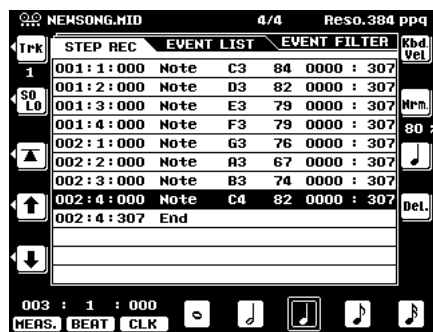 NEWSONG.MID 4/4 Reso.384 ppq
Trk STEP REC EVENT LIST EVENT FILTER Kbd. Vel
1 001:1:000 Note C3 84 0000 : 307
001:2:000 Note D3 82 0000 : 307
SO LO 001:3:000 Note E3 79 0000 : 307 Nrm.
001:4:000 Note F3 79 0000 : 307 80 %
002:1:000 Note G3 76 0000 : 307
002:2:000 Note A3 67 0000 : 307
002:3:000 Note B3 74 0000 : 307
002:4:000 Note C4 82 0000 : 307 Del.
002:4:307 End
003 : 1 : 000
MEAS. BEAT CLK